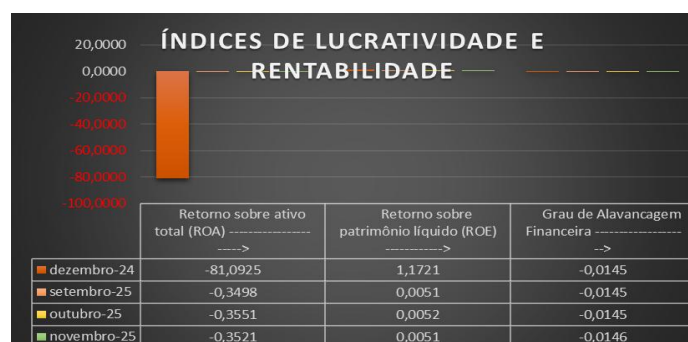 ÍNDICES DE LUCRATIVIDADE E
RENTABILIDADE
20,0000
0,0000
-20,0000
-40,0000
-60,0000
-80,0000
-100,0000
Retorno sobre ativo
total (ROA) -----------------
----->
Retorno sobre
patrimônio líquido (ROE)
------------>
Grau de Alavancagem
Financeira ------------------
-->
dezembro-24 -81,0925 1,1721 -0,0145
setembro-25 -0,3498 0,0051 -0,0145
outubro-25 -0,3551 0,0052 -0,0145
novembro-25 -0,3521 0,0051 -0,0146